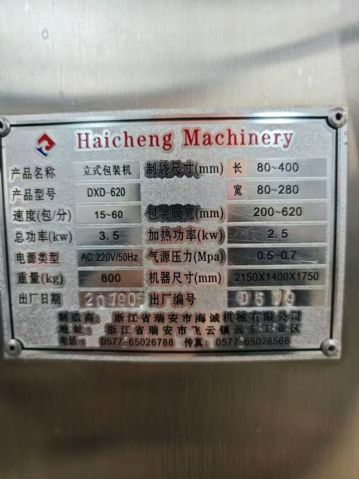 Haicheng Machinery
产品名称 立式包装机 制袋尺寸(mm) 长 80~400
产品型号 DXD-620 宽 80~280
速度(包/分) 15~60 包装膜宽(mm) 200~620
总功率(kw) 3.5 加热功率(kw) 2.5
电源类型 AC 220V/50Hz 气源压力(Mpa) 0.5~0.7
重量(kg) 800 机器尺寸(mm) 2150X1400X1750
出厂日期 出厂编号
制造商: 浙江省瑞安市海诚机械有限公司
地址: 浙江省瑞安市飞云镇远东工业区
电话: 0577-65026788 传真: 0577-65026566